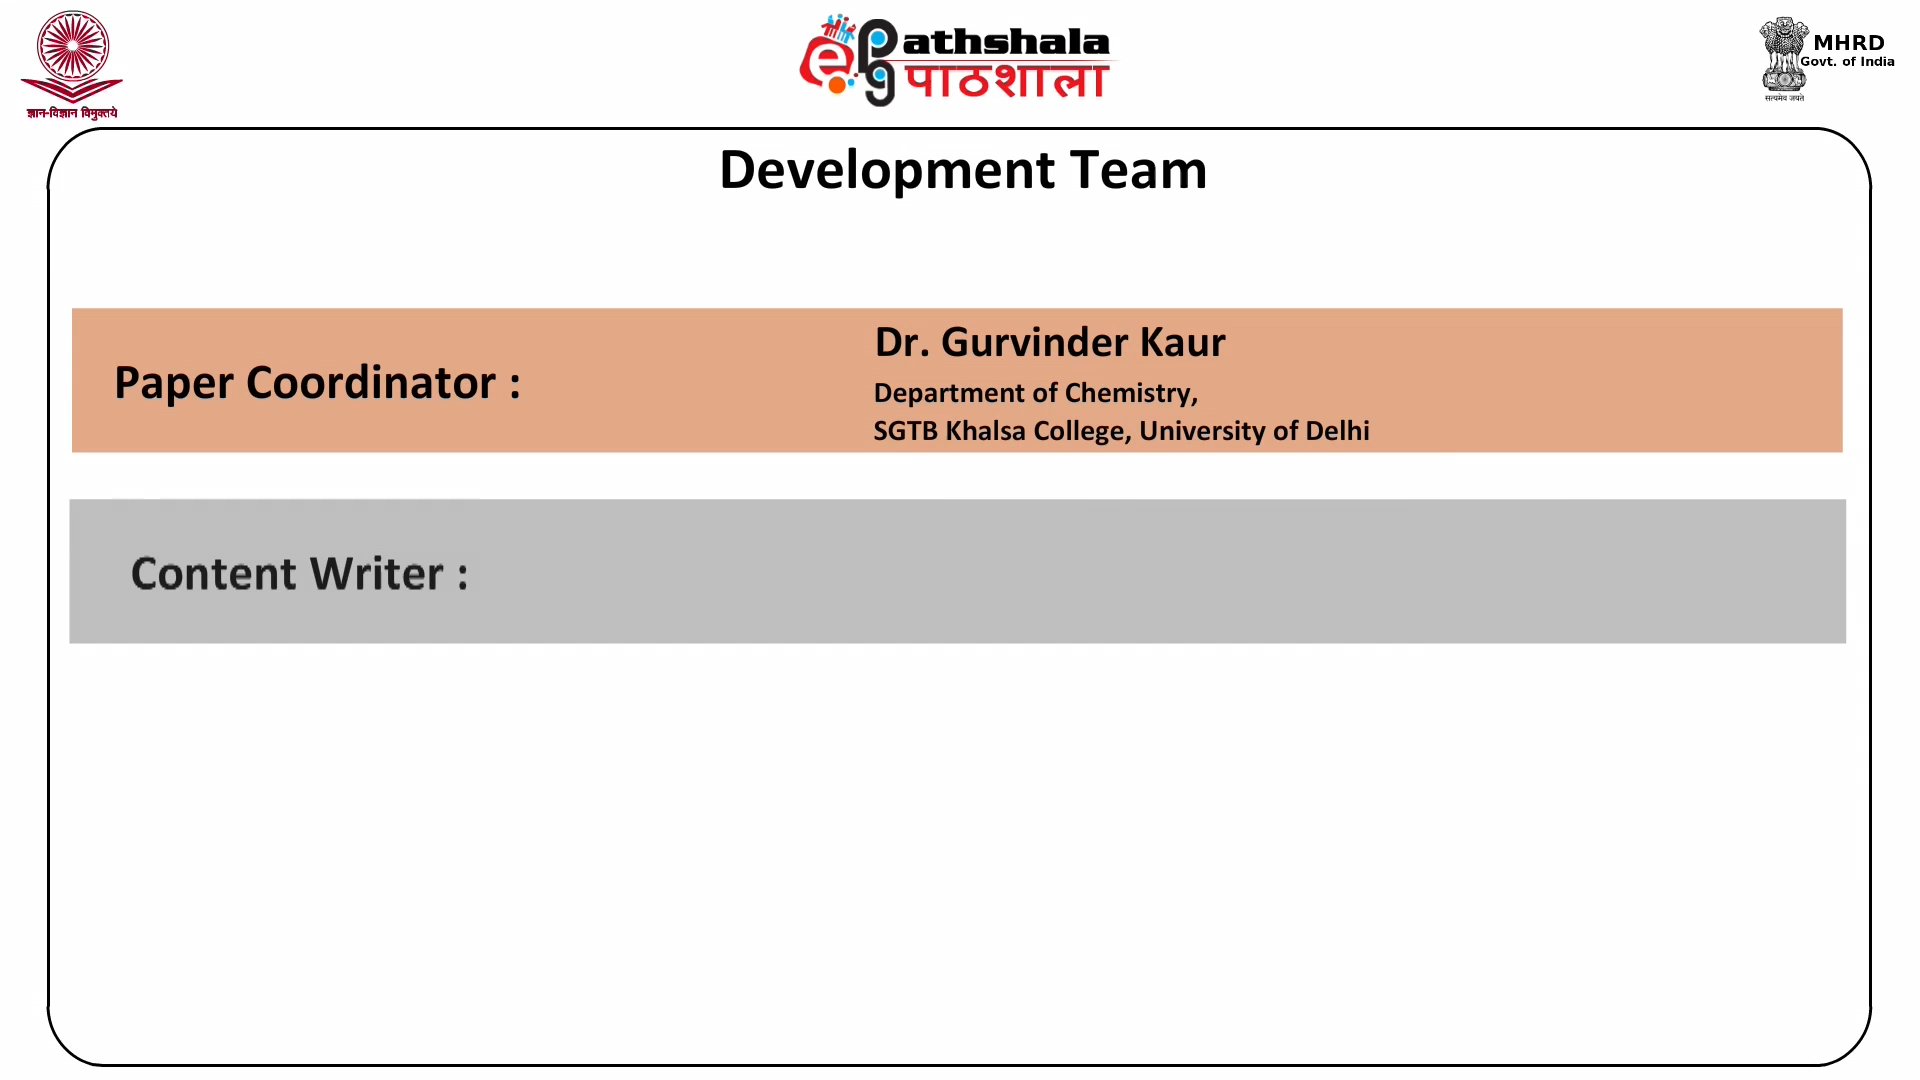 ज्ञान-विज्ञान विमुक्तये
e pg Pathshala
पाठशाला
MHRD
Govt. of India
सत्यमेव जयते
Development Team
Paper Coordinator :
Dr. Gurvinder Kaur
Department of Chemistry,
SGTB Khalsa College, University of Delhi
Content Writer :